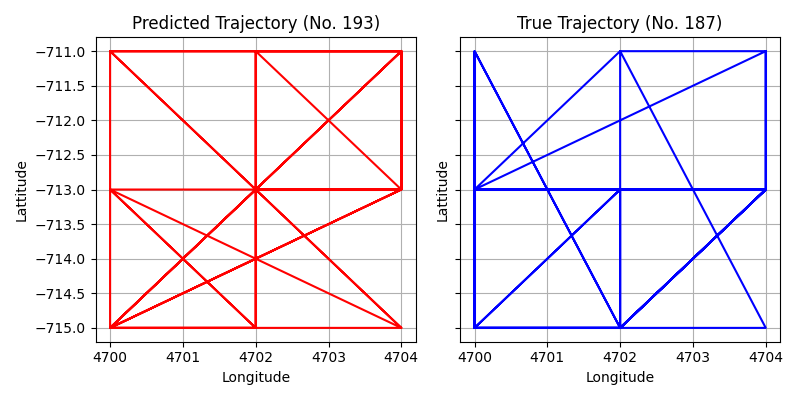 Predicted Trajectory (No. 193)
True Trajectory (No. 187)
−711.0
−711.5
−712.0
−712.5
−713.0
−713.5
−714.0
−714.5
−715.0
Lattitude
Lattitude
4700 4701 4702 4703 4704
4700 4701 4702 4703 4704
Longitude
Longitude